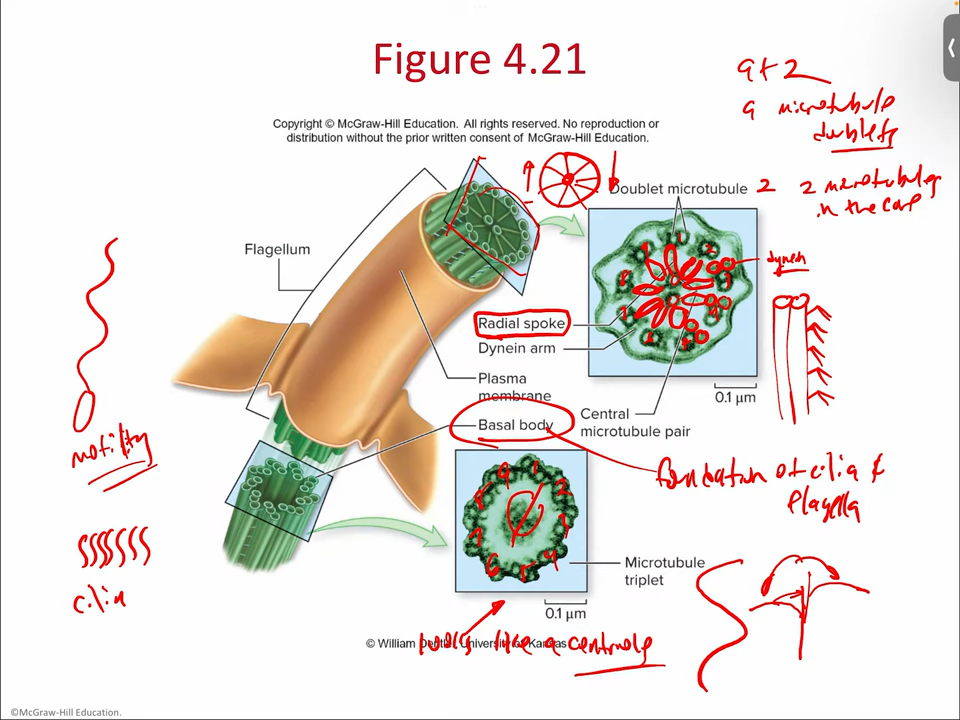 Figure 4.21
9+2
9 microtubule
doublets
Copyright © McGraw-Hill Education. All rights reserved. No reproduction or
distribution without the prior written consent of McGraw-Hill Education.
Doublet microtubule
2 2 microtubules
in the
Flagellum
dynein
Radial spoke
Dynein arm
Plasma
membrane
0.1 µm
Central
microtubule pair
Basal body
motility
foundation of cilia &
flagella
Microtubule
triplet
cilia
0.1 µm
looks like a centriole
© William Dentler, University of Kansas
©McGraw-Hill Education.